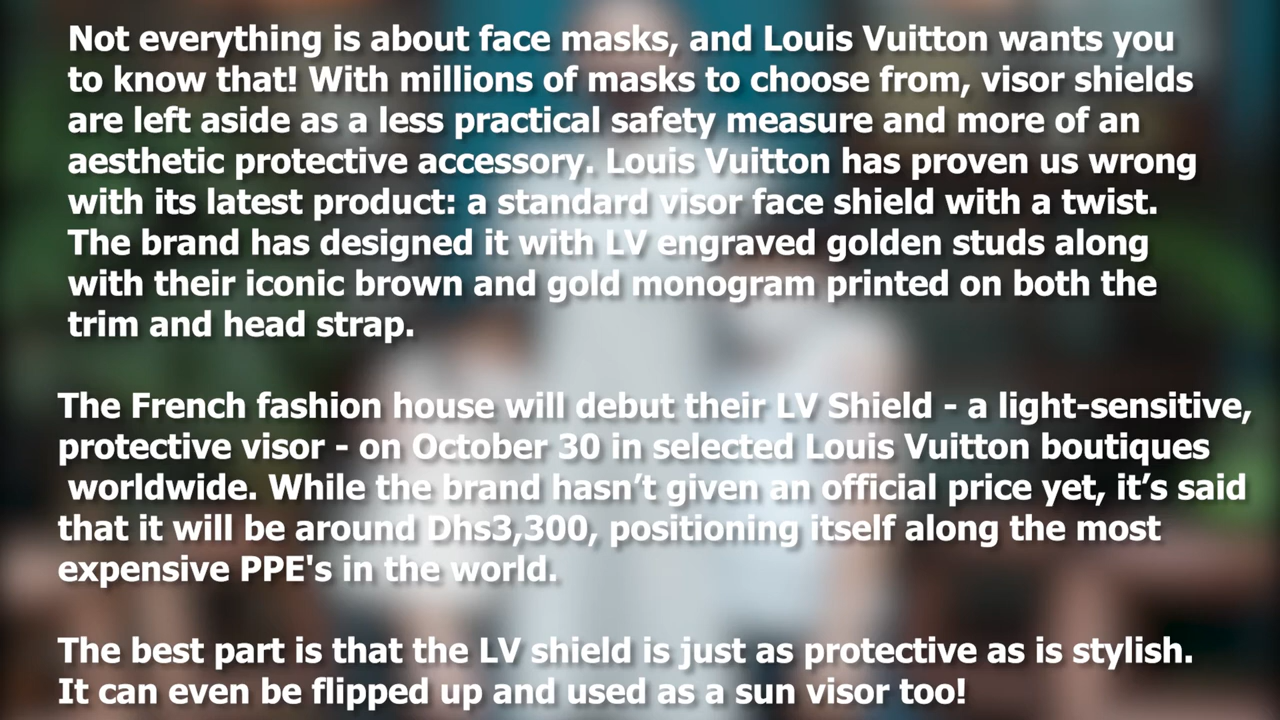 Not everything is about face masks, and Louis Vuitton wants you
to know that! With millions of masks to choose from, visor shields
are left aside as a less practical safety measure and more of an
aesthetic protective accessory. Louis Vuitton has proven us wrong
with its latest product: a standard visor face shield with a twist.
The brand has designed it with LV engraved golden studs along
with their iconic brown and gold monogram printed on both the
trim and head strap.

The French fashion house will debut their LV Shield - a light-sensitive,
protective visor - on October 30 in selected Louis Vuitton boutiques
worldwide. While the brand hasn’t given an official price yet, it’s said
that it will be around Dhs3,300, positioning itself along the most
expensive PPE's in the world.

The best part is that the LV shield is just as protective as is stylish.
It can even be flipped up and used as a sun visor too!